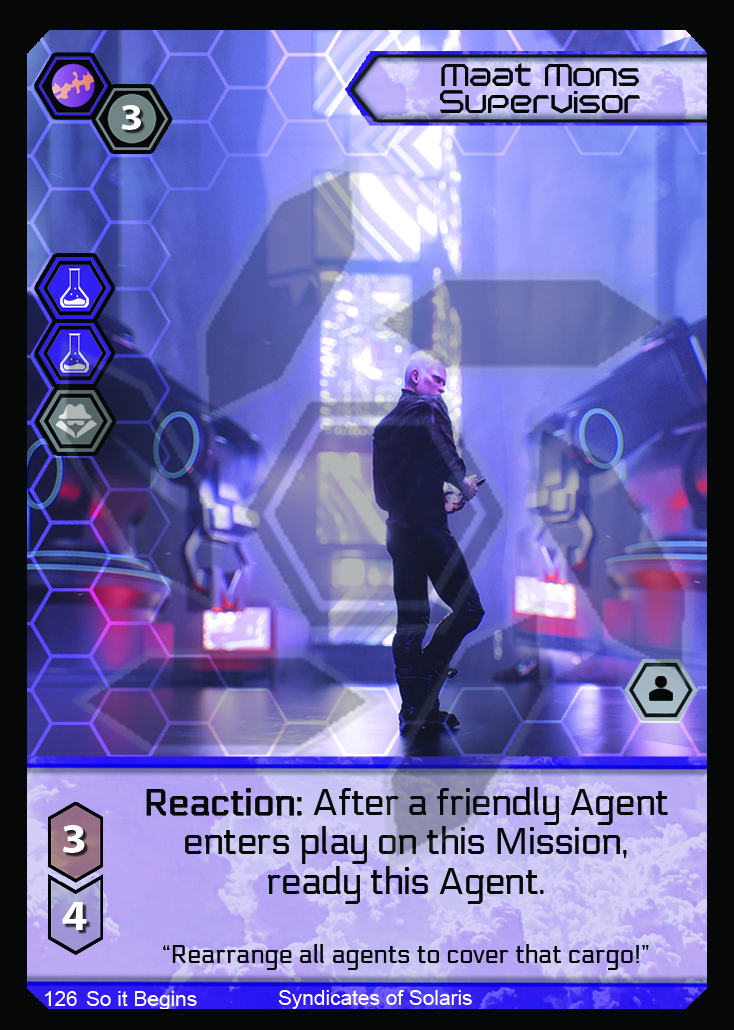 Maat Mons
Supervisor
3
Reaction: After a friendly Agent
enters play on this Mission,
ready this Agent.
3
4
“Rearrange all agents to cover that cargo!”
126 So it Begins Syndicates of Solaris